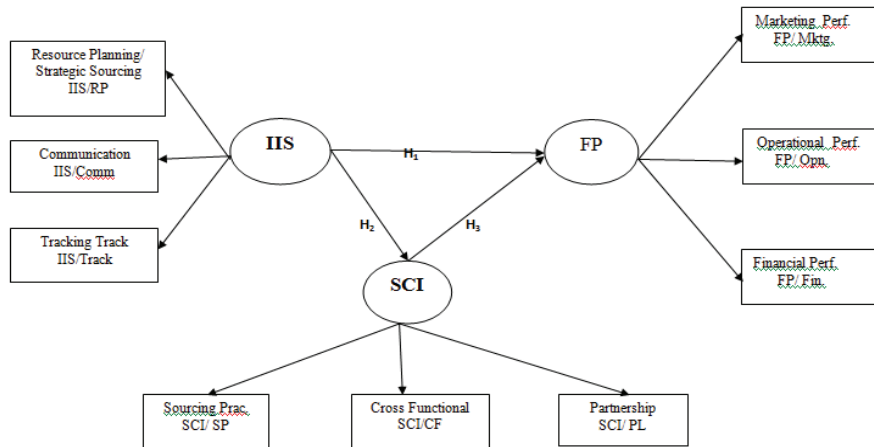 Marketing Perf.
FP/ Mktg.
Resource Planning/
Strategic Sourcing
IIS/RP
IIS
FP
H1
Communication
IIS/Comm
Operational Perf.
FP/ Opn.
H2
H3
Tracking Track
IIS/Track
Financial Perf.
FP/ Fin.
SCI
Sourcing Prac.
SCI/ SP
Cross Functional
SCI/CF
Partnership
SCI/ PL